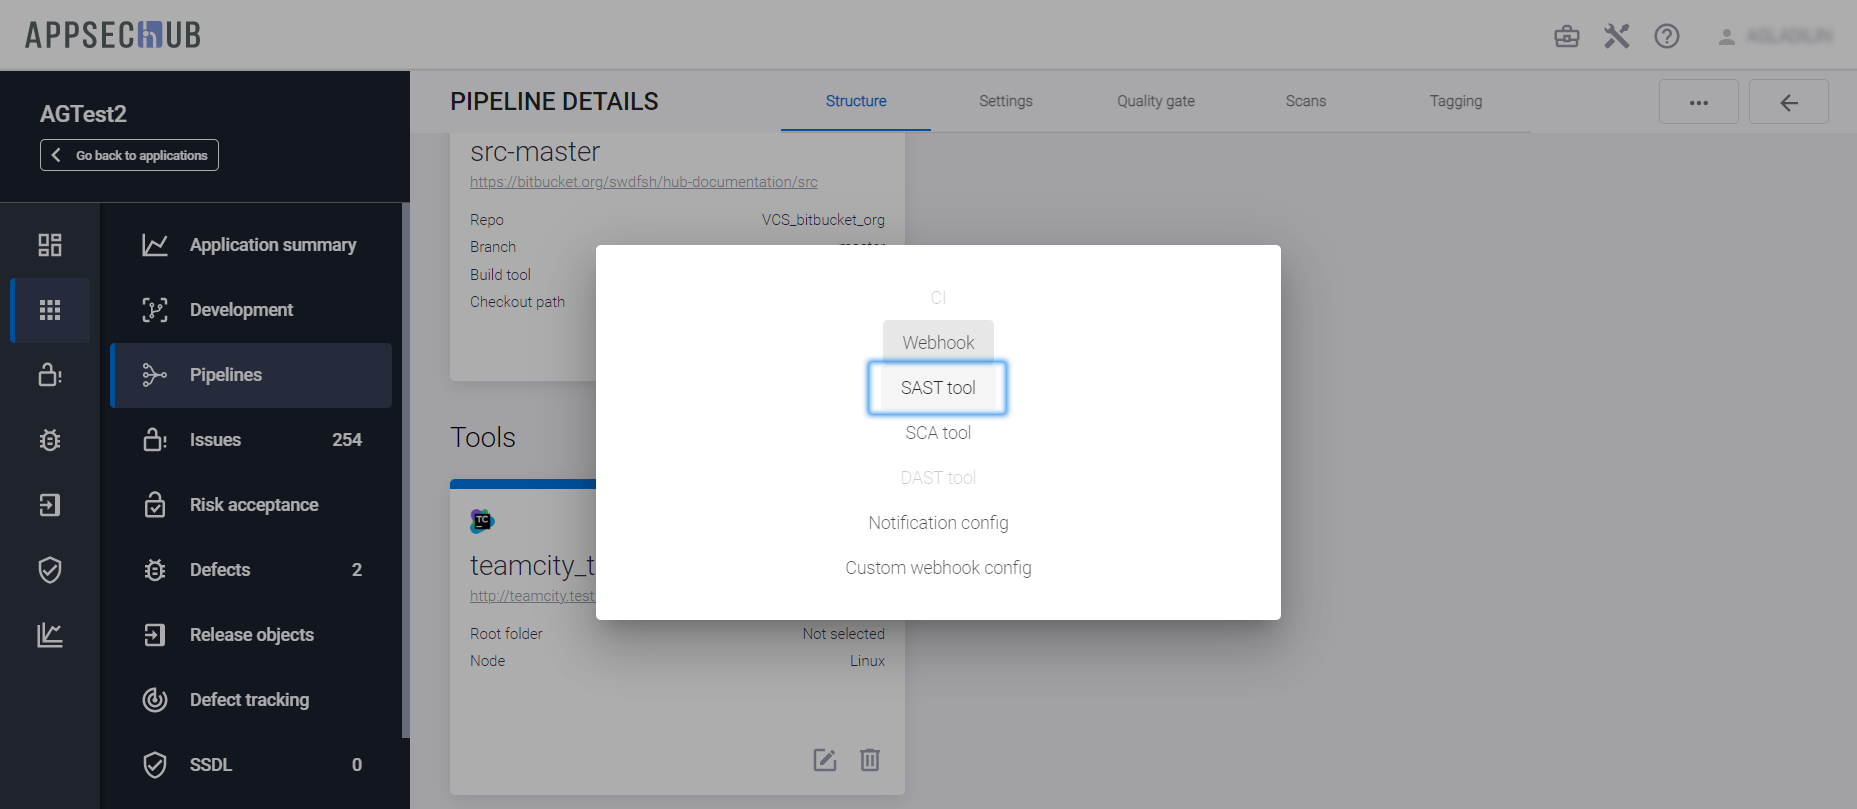 APPSECHUB
AGTest2
Go back to applications
Application summary
Development
Pipelines
Issues 254
Risk acceptance
Defects 2
Release objects
Defect tracking
SSDL 0
PIPELINE DETAILS
Structure
Settings
Quality gate
Scans
Tagging
src-master
https://bitbucket.org/swdfsh/hub-documentation/src
Repo VCS_bitbucket_org
Branch
Build tool
Checkout path
Tools
TC
teamcity_t
http://teamcity.test.
Root folder Not selected
Node Linux
CI
Webhook
SAST tool
SCA tool
DAST tool
Notification config
Custom webhook config